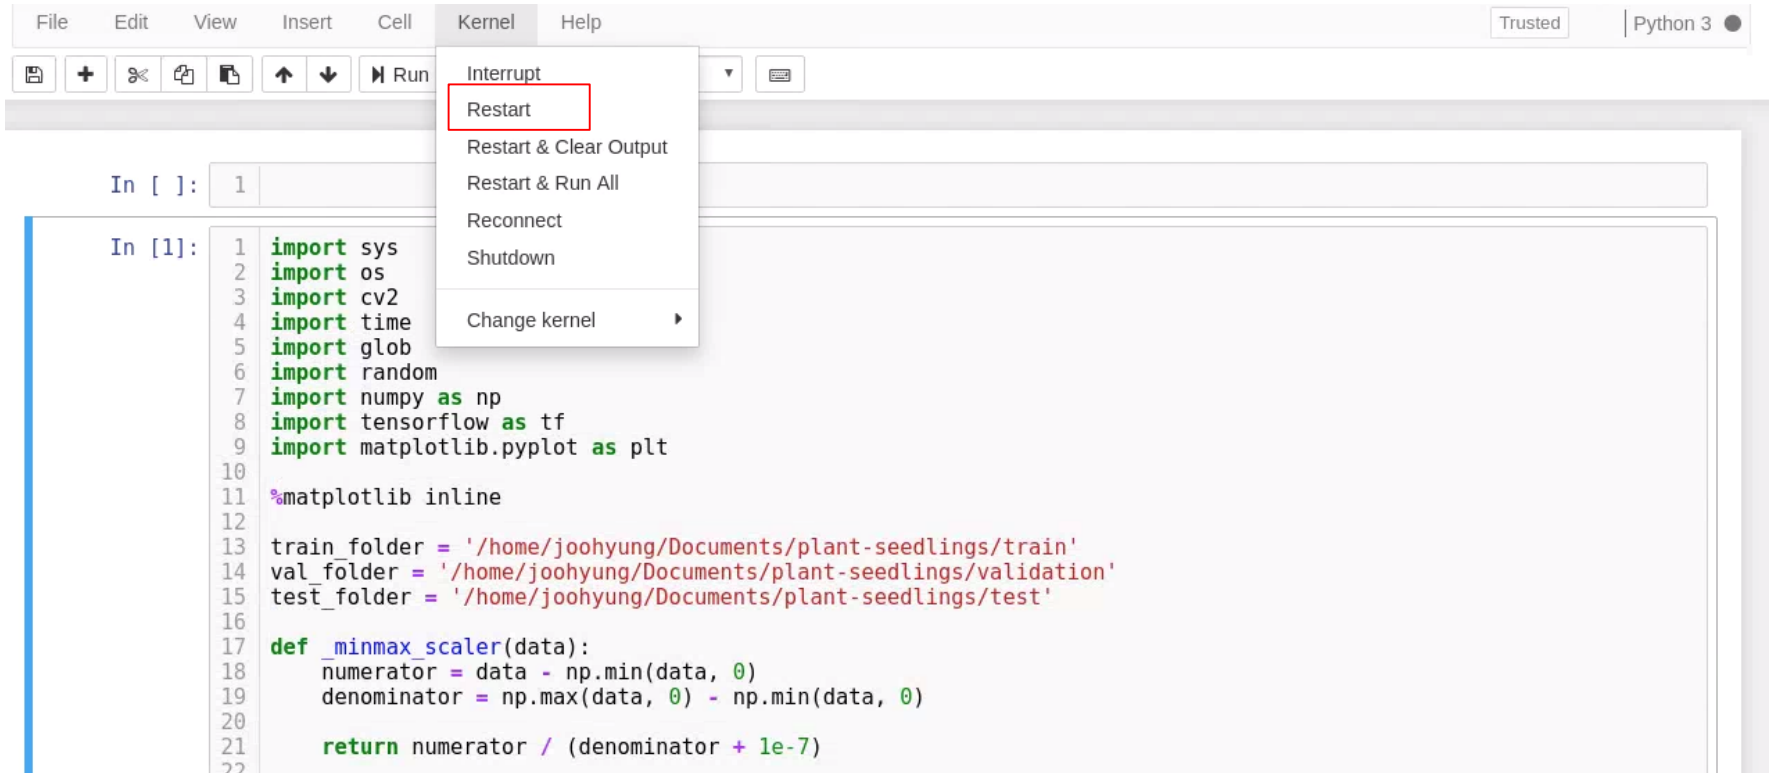 File Edit View Insert Cell Kernel Help Trusted Python 3
Run
Interrupt
Restart
Restart & Clear Output
Restart & Run All
Reconnect
Shutdown
Change kernel
In [ ]: 1
In [1]: 1 import sys
2 import os
3 import cv2
4 import time
5 import glob
6 import random
7 import numpy as np
8 import tensorflow as tf
9 import matplotlib.pyplot as plt
10
11 %matplotlib inline
12
13 train_folder = '/home/joohyung/Documents/plant-seedlings/train'
14 val_folder = '/home/joohyung/Documents/plant-seedlings/validation'
15 test_folder = '/home/joohyung/Documents/plant-seedlings/test'
16
17 def _minmax_scaler(data):
18     numerator = data - np.min(data, 0)
19     denominator = np.max(data, 0) - np.min(data, 0)
20
21     return numerator / (denominator + 1e-7)
22